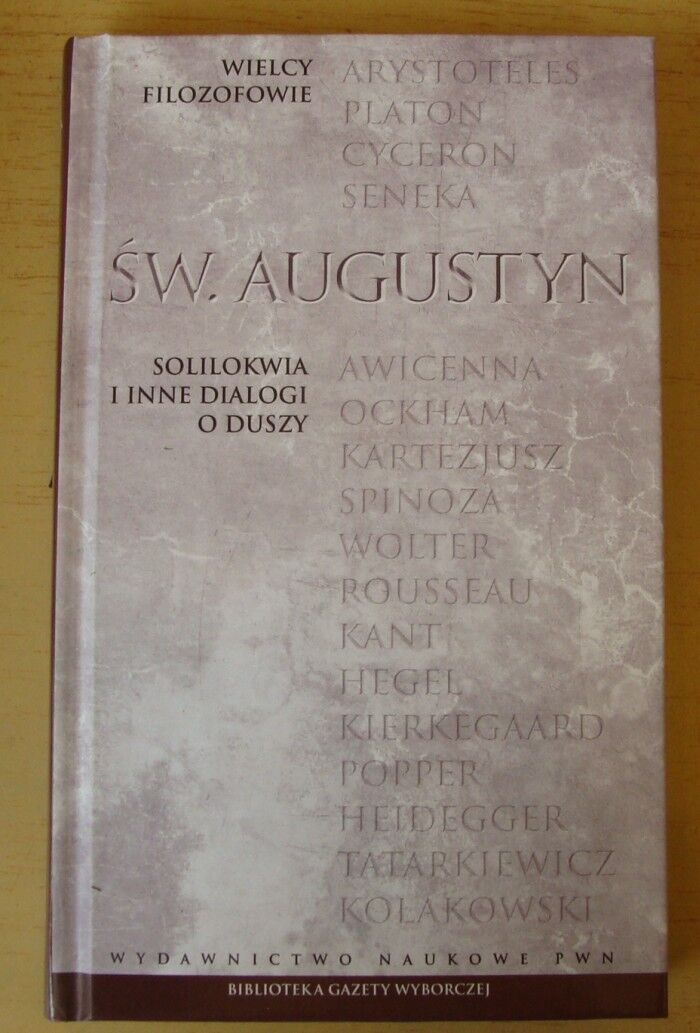 WIELCY
FILOZOFOWIE
ARYSTOTELES
PLATON
CYCERON
SENEKA
ŚW. AUGUSTYN
SOLILOKWIA
I INNE DIALOGI
O DUSZY
AWICENNA
OCKHAM
KARTEZJUSZ
SPINOZA
WOLTER
ROUSSEAU
KANT
HEGEL
KIERKEGAARD
POPPER
HEIDEGGER
TATARKIEWICZ
KOŁAKOWSKI
WYDAWNICTWO NAUKOWE PWN
BIBLIOTEKA GAZETY WYBORCZEJ